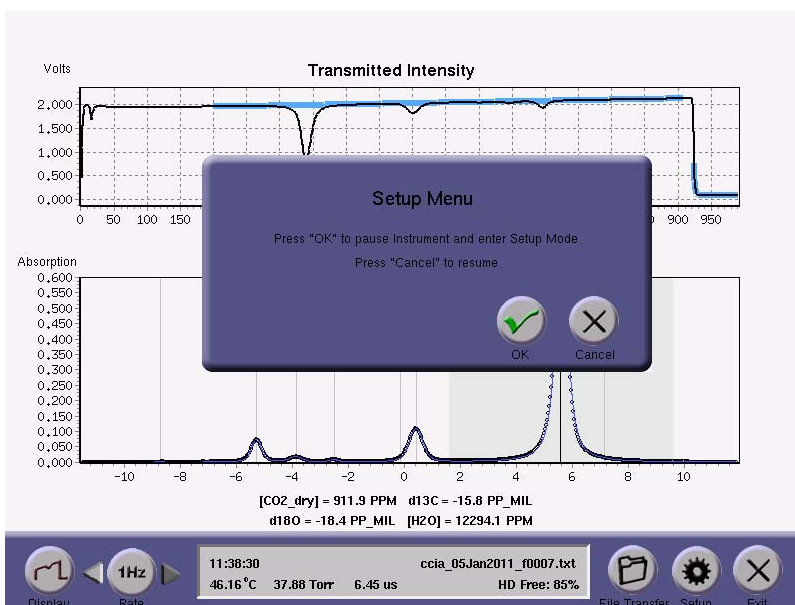 Transmitted Intensity
Volts
2.000
1.500
1.000
0.500
0.000
0 50 100 150 900 950
Setup Menu
Press "OK" to pause Instrument and enter Setup Mode
Press "Cancel" to resume
OK Cancel
Absorption
0.600
0.550
0.500
0.450
0.400
0.350
0.300
0.250
0.200
0.150
0.100
0.050
0.000
-10 -8 -6 -4 -2 0 2 4 6 8 10
[CO2_dry] = 911.9 PPM d13C = -15.8 PP_MIL
d18O = -18.4 PP_MIL [H2O] = 12294.1 PPM
1Hz
11:38:30 ccia_05Jan2011_f0007.txt
46.16°C 37.88 Torr 6.45 us HD Free: 85%
Display Rate File Transfer Setup Exit